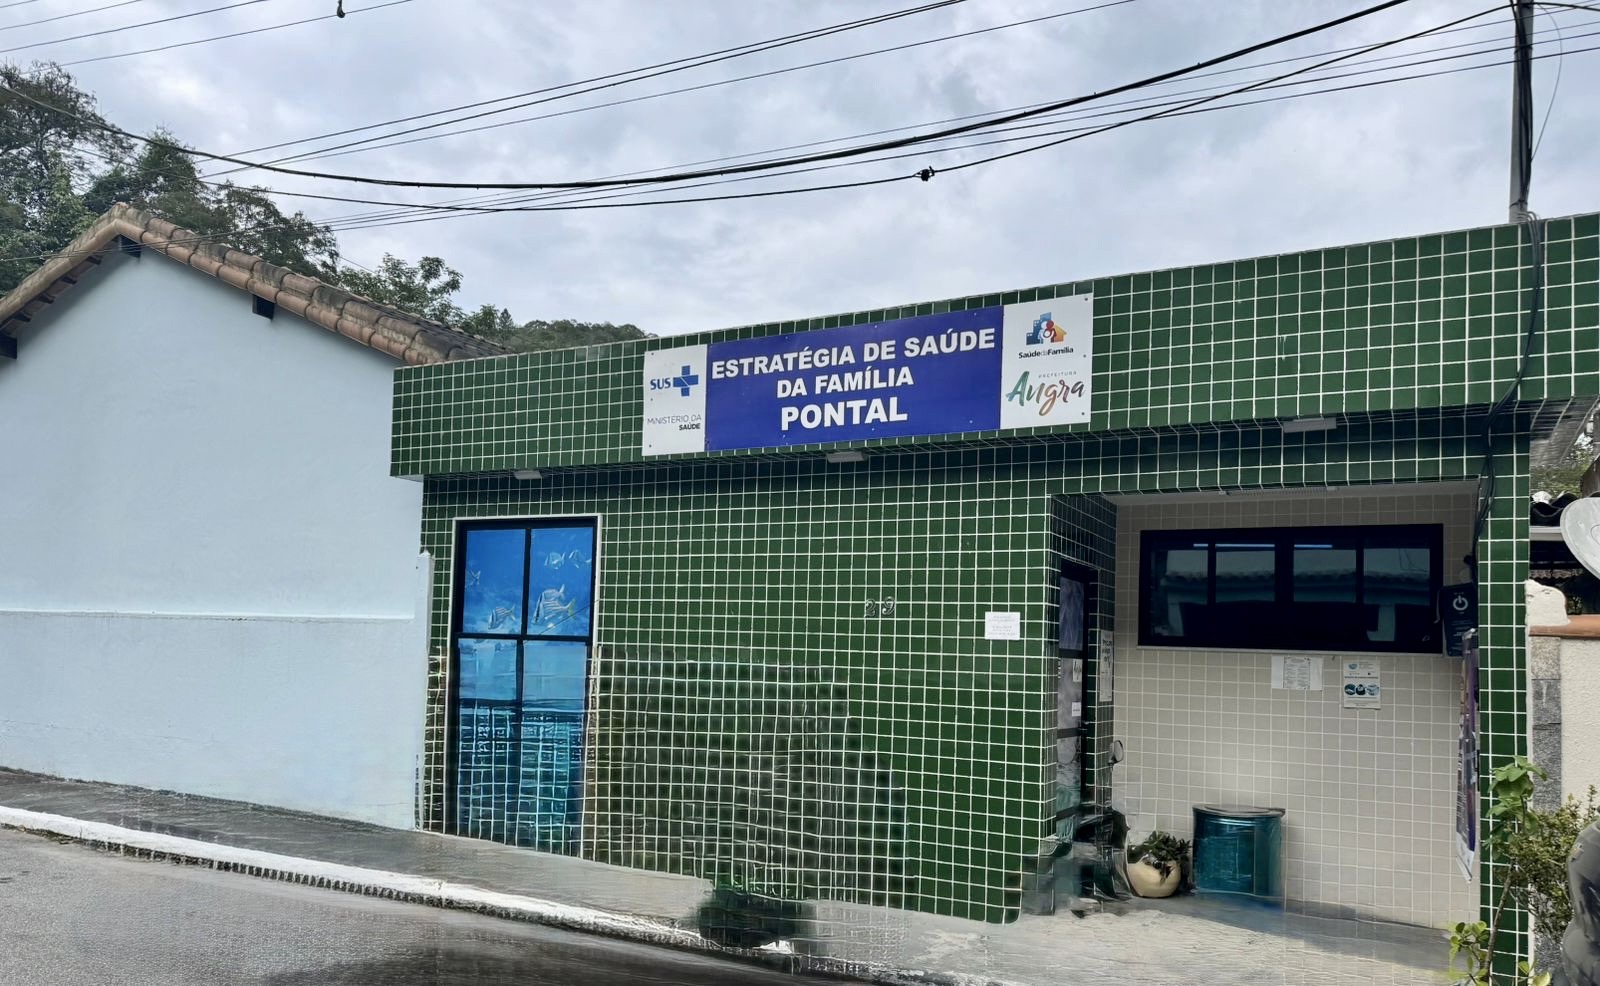 SUS
MINISTÉRIO DA
SAÚDE
ESTRATÉGIA DE SAÚDE
DA FAMÍLIA
PONTAL
SaúdedaFamília
PREFEITURA
Angra
29